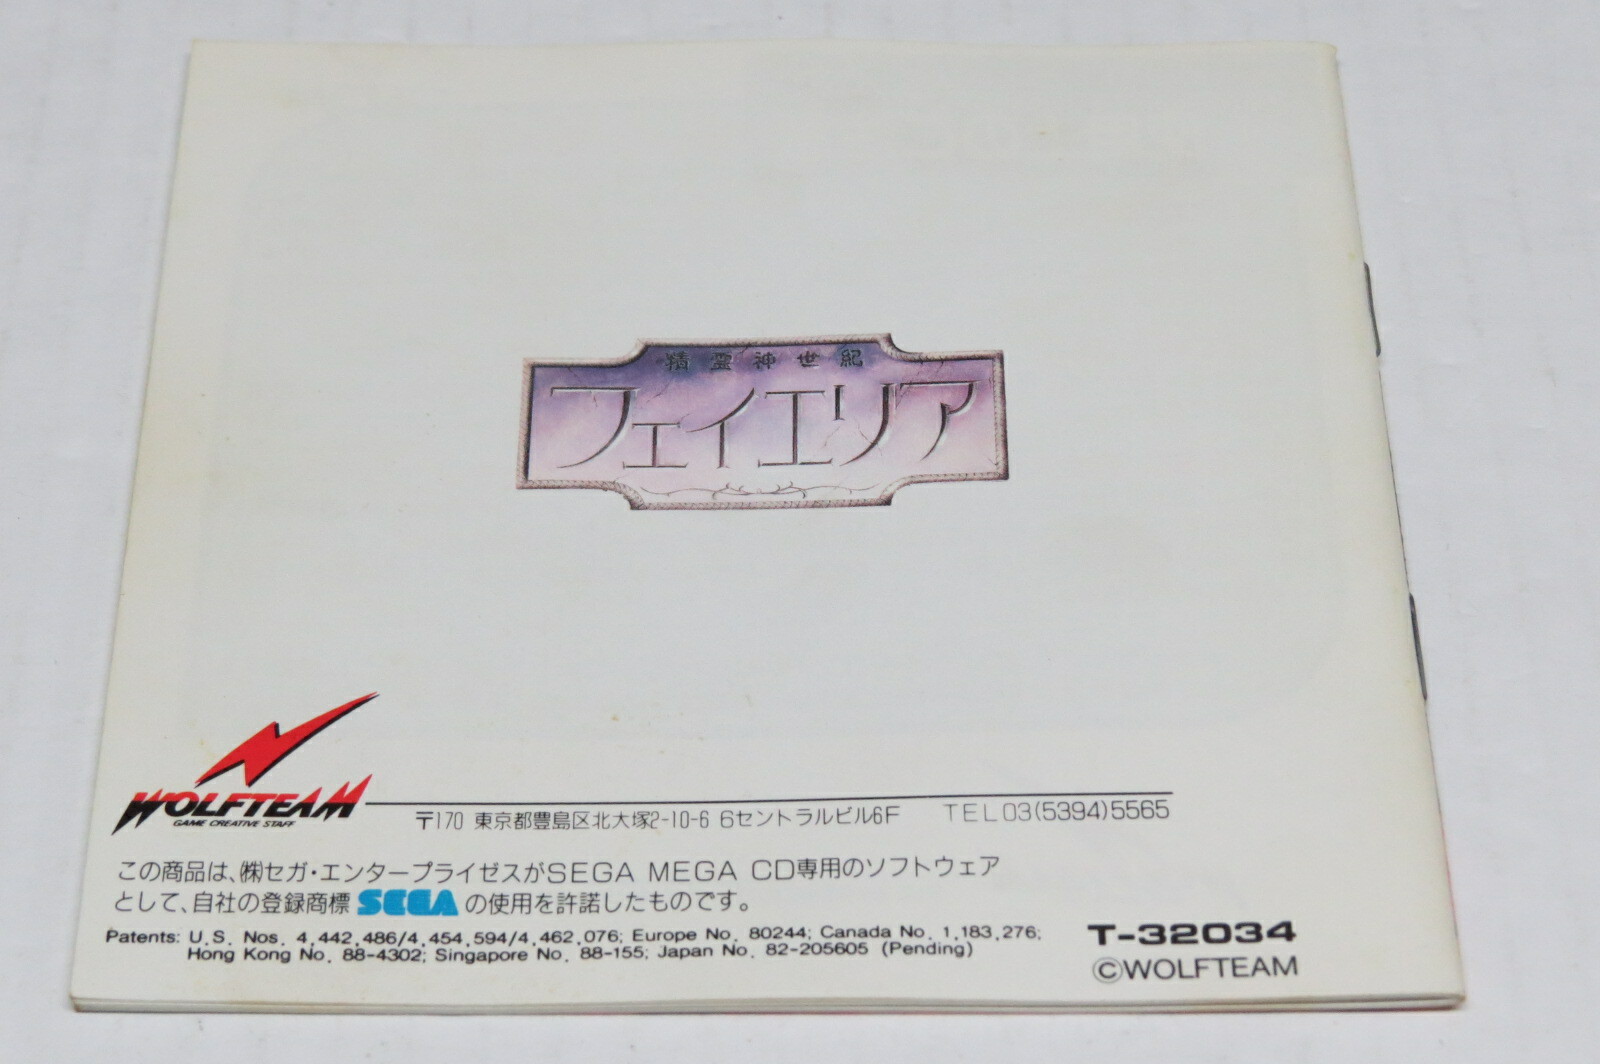 精霊神世紀
フェイエリア
WOLFTEAM
GAME CREATIVE STAFF
〒170 東京都豊島区北大塚2-10-6 6セントラルビル6F TEL03(5394)5565
この商品は、㈱セガ・エンタープライゼスがSEGA MEGA CD専用のソフトウェア
として、自社の登録商標 SEGA の使用を許諾したものです。
Patents: U.S. Nos. 4,442,486/4,454,594/4,462,076; Europe No. 80244; Canada No. 1,183,276;
Hong Kong No. 88-4302; Singapore No. 88-155; Japan No. 82-205605 (Pending)
T-32034
©WOLFTEAM